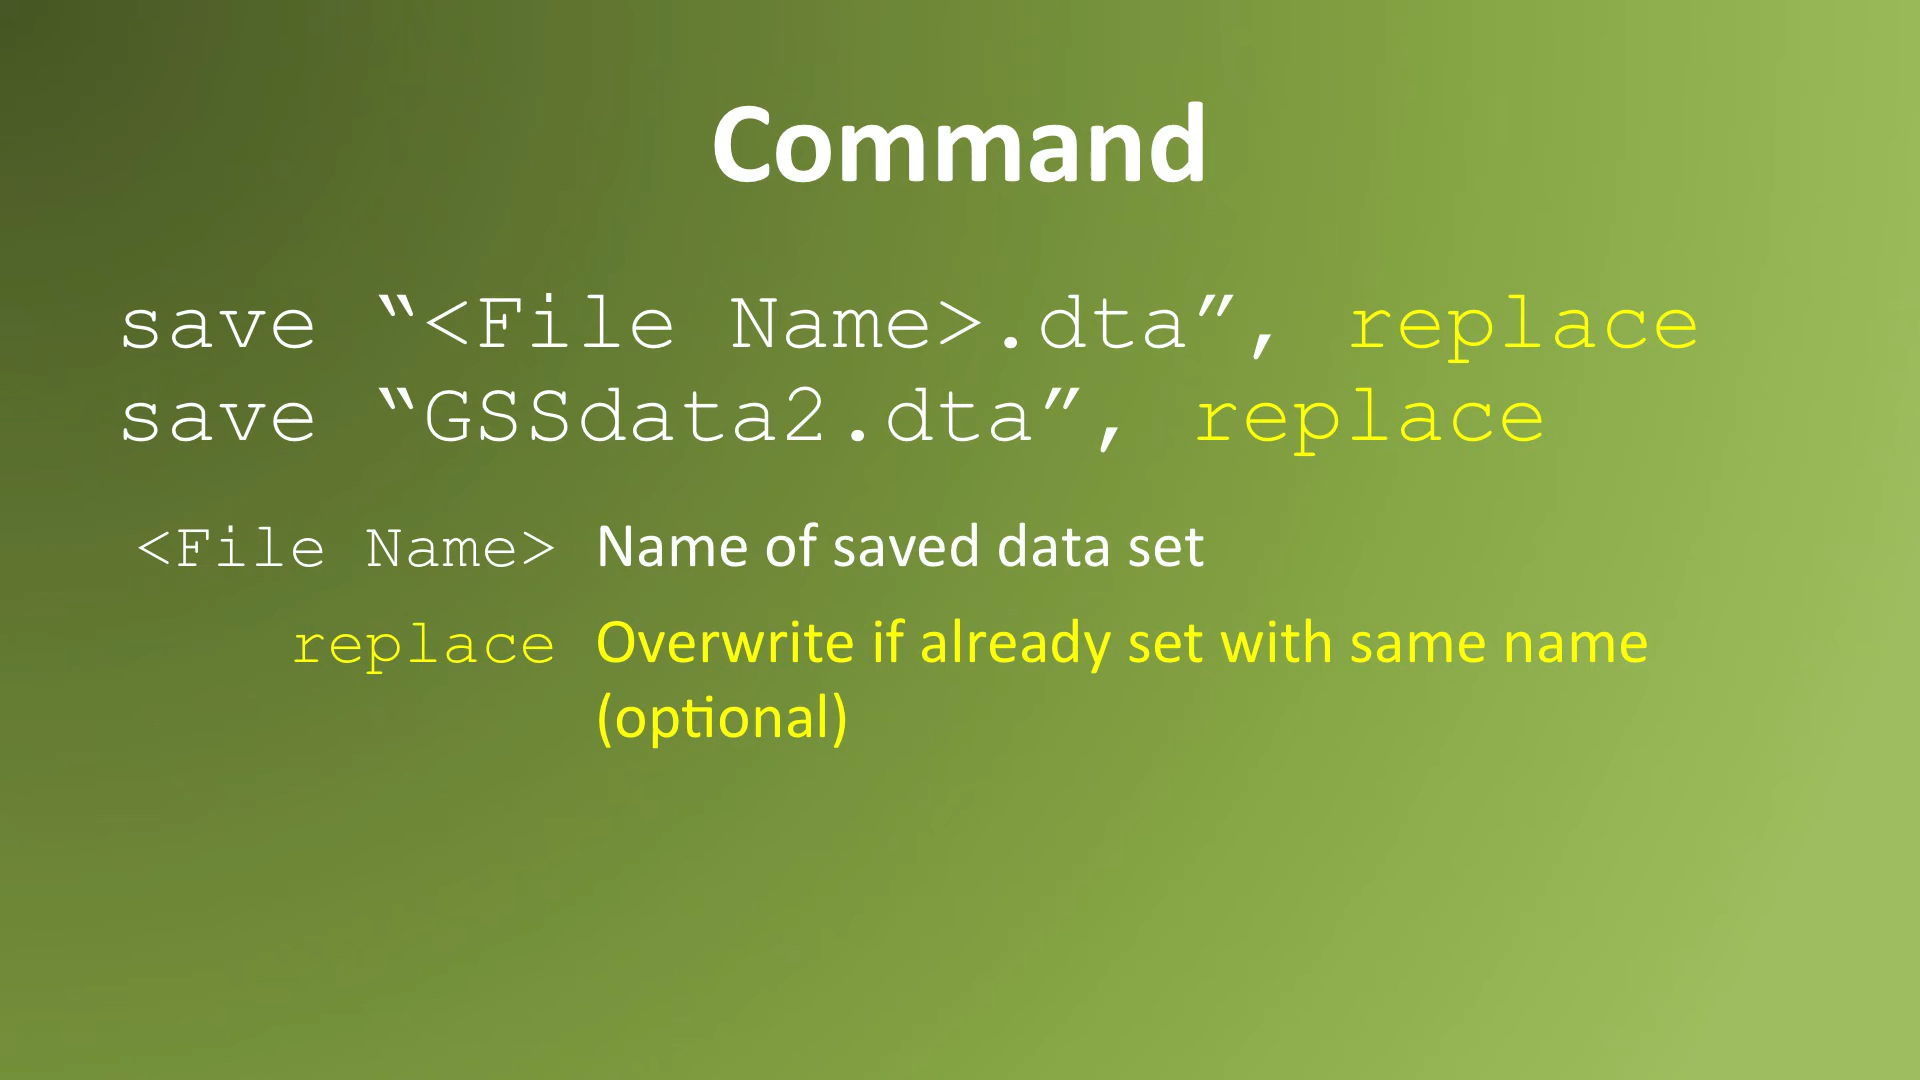 Command
save “<File Name>.dta”, replace
save “GSSdata2.dta”, replace
<File Name> Name of saved data set
replace Overwrite if already set with same name
(optional)